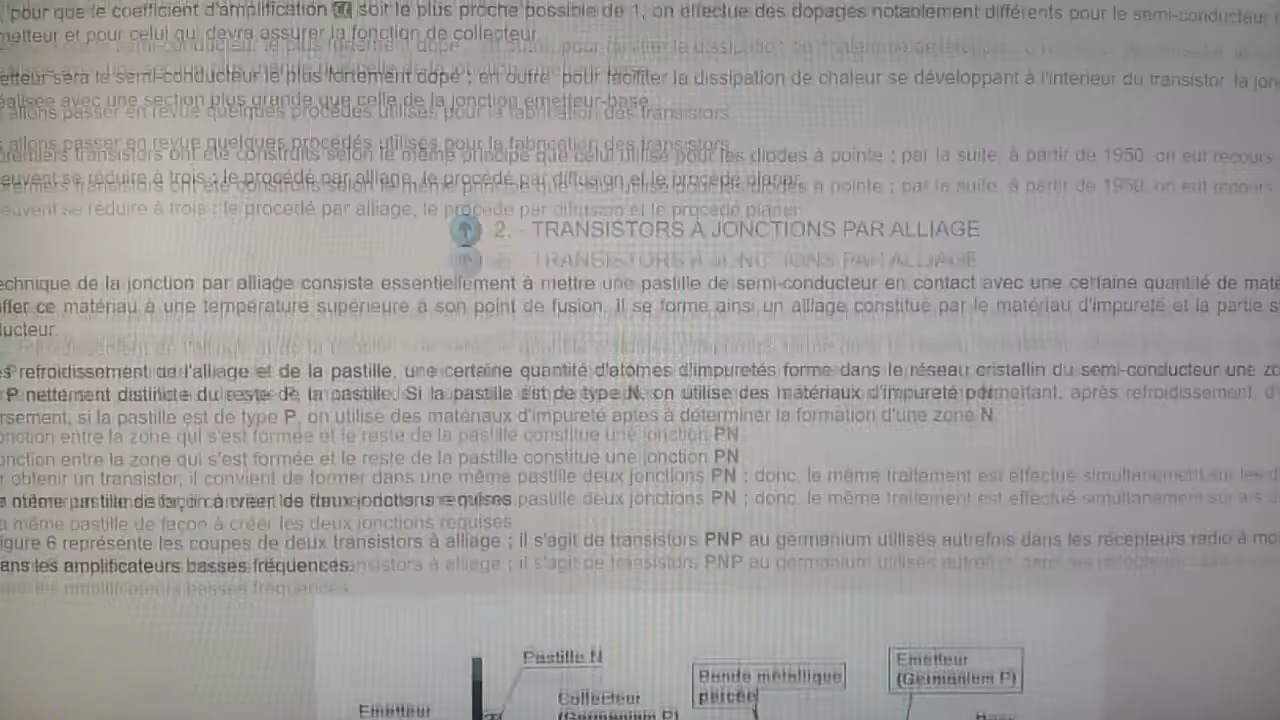 pour que le coefficient d'amplification soit le plus proche possible de 1, on effectue des dopages notablement différents pour le semi-conducteur
metteur et pour celui qui devra assurer la fonction de collecteur
etteur sera le semi-conducteur le plus fortement dopé ; en outre pour faciliter la dissipation de chaleur se développant à l'intérieur du transistor la jon
éalisée avec une section plus grande que celle de la jonction émetteur-base
allons passer en revue quelques procédés utilisés pour la fabrication des transistors
premiers transistors ont été construits selon le même principe que celui utilisé pour les diodes à pointe ; par la suite, à partir de 1950 on eut recours
euvent se réduire à trois : le procédé par alliage, le procédé par diffusion et le procédé planer
2. - TRANSISTORS A JONCTIONS PAR ALLIAGE
echnique de la jonction par alliage consiste essentiellement à mettre une pastille de semi-conducteur en contact avec une certaine quantité de maté
ffer ce matériau à une température supérieure à son point de fusion. Il se forme ainsi un alliage constitué par le matériau d'impureté et la partie s
ducteur.
refroidissement de l'alliage et de la pastille, une certaine quantité d'atomes d'impuretés forme dans le réseau cristallin du semi-conducteur une zo
P nettement distincte du reste de la pastille. Si la pastille est de type N, on utilise des matériaux d'impureté permettant, après refroidissement, d
rsement, si la pastille est de type P, on utilise des matériaux d'impureté aptes à déterminer la formation d'une zone N.
onction entre la zone qui s'est formée et le reste de la pastille constitue une jonction PN
r obtenir un transistor, il convient de former dans une même pastille deux jonctions PN ; donc, le même traitement est effectué simultanément sur les d
a même pastille de façon à créer les deux jonctions requises
igure 6 représente les coupes de deux transistors à alliage ; il s'agit de transistors PNP au germanium utilisés autrefois dans les récepteurs radio à mo
ans les amplificateurs basses fréquences.
Pastille N
Emetteur
Collecteur
(Germanium P)
Bande métallique
percée
Emetteur
(Germanium P)
Base